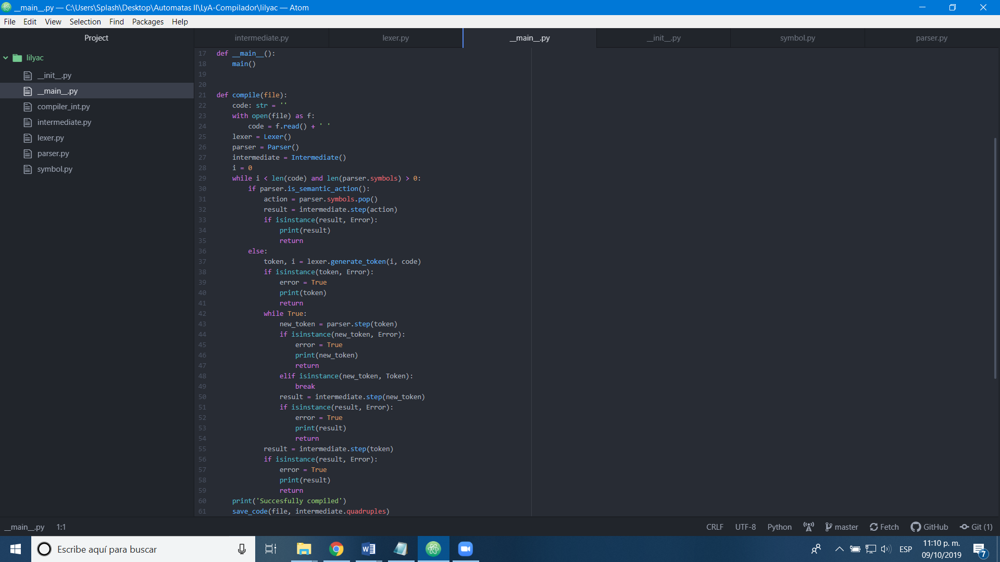 __main__.py — C:\Users\Splash\Desktop\Automatas II\LyA-Compilador\lilyac — Atom
File Edit View Selection Find Packages Help
Project
lilyac
__init__.py
__main__.py
compiler_int.py
intermediate.py
lexer.py
parser.py
symbol.py
intermediate.py lexer.py __main__.py __init__.py symbol.py parser.py
17 def __main__():
18     main()
19
20
21 def compile(file):
22     code: str = ''
23     with open(file) as f:
24         code = f.read() + ' '
25     lexer = Lexer()
26     parser = Parser()
27     intermediate = Intermediate()
28     i = 0
29     while i < len(code) and len(parser.symbols) > 0:
30         if parser.is_semantic_action():
31             action = parser.symbols.pop()
32             result = intermediate.step(action)
33             if isinstance(result, Error):
34                 print(result)
35                 return
36         else:
37             token, i = lexer.generate_token(i, code)
38             if isinstance(token, Error):
39                 error = True
40                 print(token)
41                 return
42             while True:
43                 new_token = parser.step(token)
44                 if isinstance(new_token, Error):
45                     error = True
46                     print(new_token)
47                     return
48                 elif isinstance(new_token, Token):
49                     break
50                 result = intermediate.step(new_token)
51                 if isinstance(result, Error):
52                     error = True
53                     print(result)
54                     return
55             result = intermediate.step(token)
56             if isinstance(result, Error):
57                 error = True
58                 print(result)
59                 return
60     print('Succesfully compiled')
61     save_code(file, intermediate.quadruples)
__main__.py 1:1 CRLF UTF-8 Python master Fetch GitHub Git (1)
Escribe aquí para buscar
ESP
11:10 p. m.
09/10/2019
7